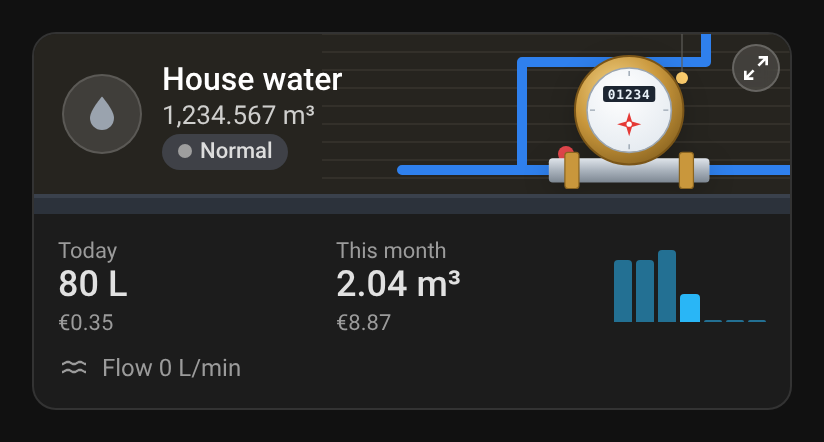 House water
1,234.567 m³
Normal
01234
Today
80 L
€0.35
This month
2.04 m³
€8.87
Flow 0 L/min